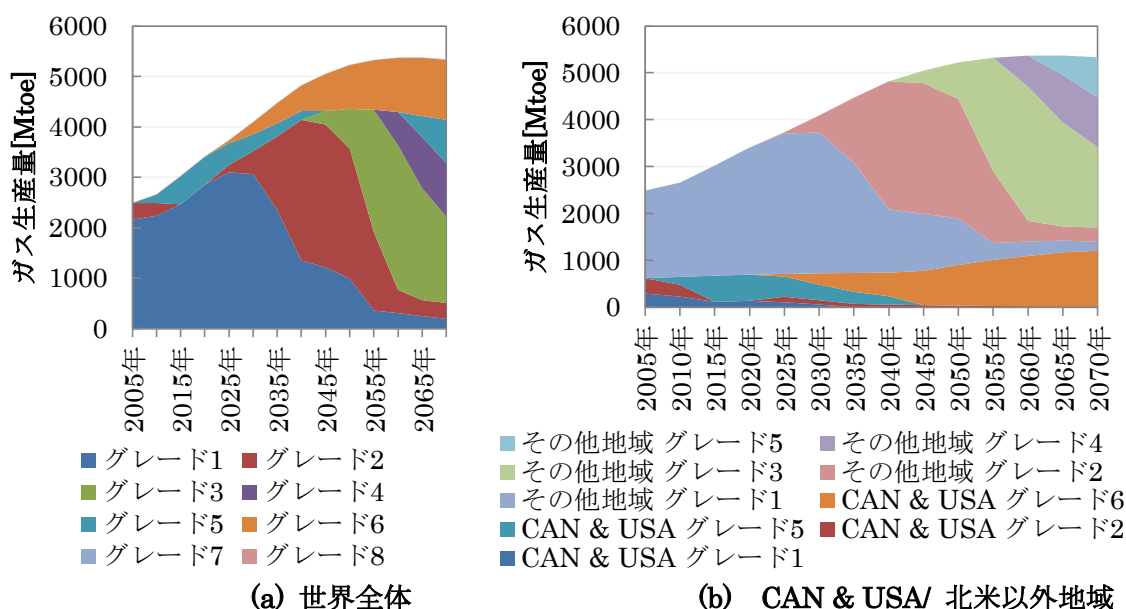 ガス生産量[Mtoe]
6000
5000
4000
3000
2000
1000
0
2005年
2015年
2025年
2035年
2045年
2055年
2065年
グレード1
グレード2
グレード3
グレード4
グレード5
グレード6
グレード7
グレード8
(a) 世界全体
ガス生産量[Mtoe]
6000
5000
4000
3000
2000
1000
0
2005年
2010年
2015年
2020年
2025年
2030年
2035年
2040年
2045年
2050年
2055年
2060年
2065年
2070年
その他地域 グレード5
その他地域 グレード4
その他地域 グレード3
その他地域 グレード2
その他地域 グレード1
CAN & USA グレード6
CAN & USA グレード5
CAN & USA グレード2
CAN & USA グレード1
(b) CAN & USA/ 北米以外地域